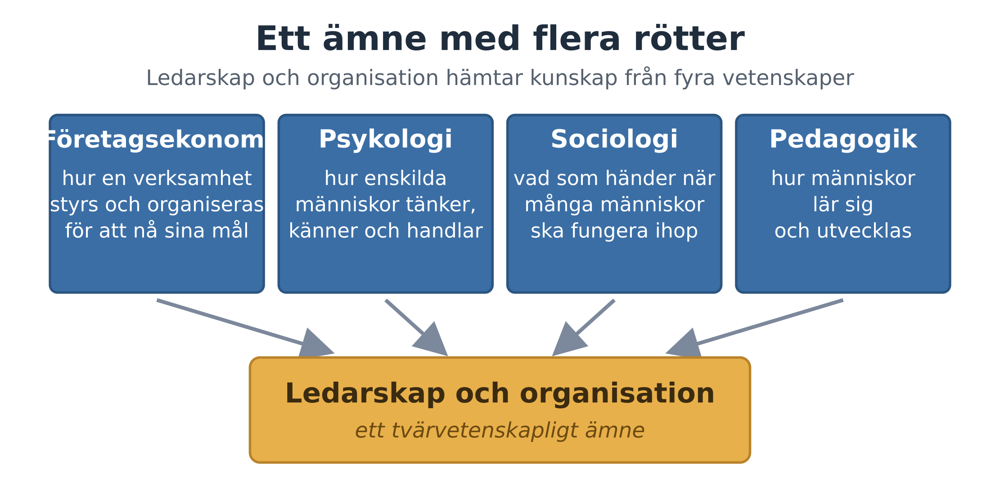 Ett ämne med flera rötter
Ledarskap och organisation hämtar kunskap från fyra vetenskaper
Företagsekonom
hur en verksamhet
styrs och organiseras
för att nå sina mål
Psykologi
hur enskilda
människor tänker,
känner och handlar
Sociologi
vad som händer när
många människor
ska fungera ihop
Pedagogik
hur människor
lär sig
och utvecklas
Ledarskap och organisation
ett tvärvetenskapligt ämne